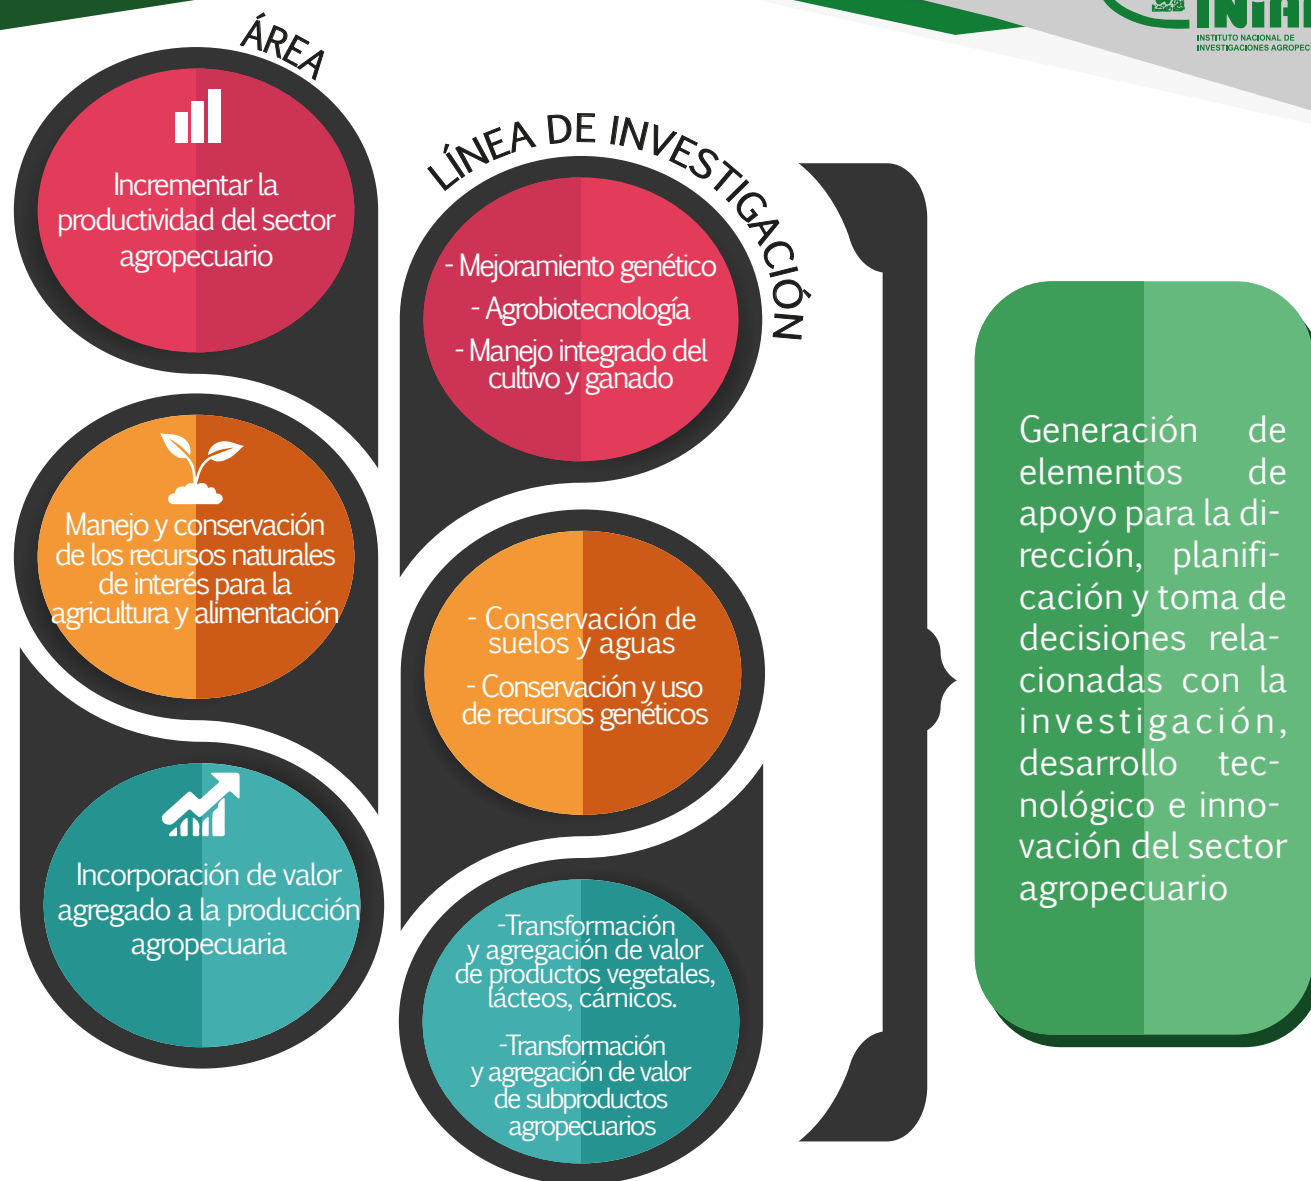 INSTITUTO NACIONAL DE
ÁREA
Incrementar la
productividad del sector
agropecuario
Manejo y conservación
de los recursos naturales
de interés para la
agricultura y alimentación
Incorporación de valor
agregado a la producción
agropecuaria
LÍNEA DE INVESTIGACIÓN
- Mejoramiento genético
- Agrobiotecnología
- Manejo integrado del
cultivo y ganado
- Conservación de
suelos y aguas
- Conservación y uso
de recursos genéticos
-Transformación
y agregación de valor
de productos vegetales,
lácteos, cárnicos.
-Transformación
y agregación de valor
de subproductos
agropecuarios
Generación de
elementos de
apoyo para la di-
rección, planifi-
cación y toma de
decisiones rela-
cionadas con la
investigación,
desarrollo tec-
nológico e inno-
vación del sector
agropecuario
INVESTIGACIONES